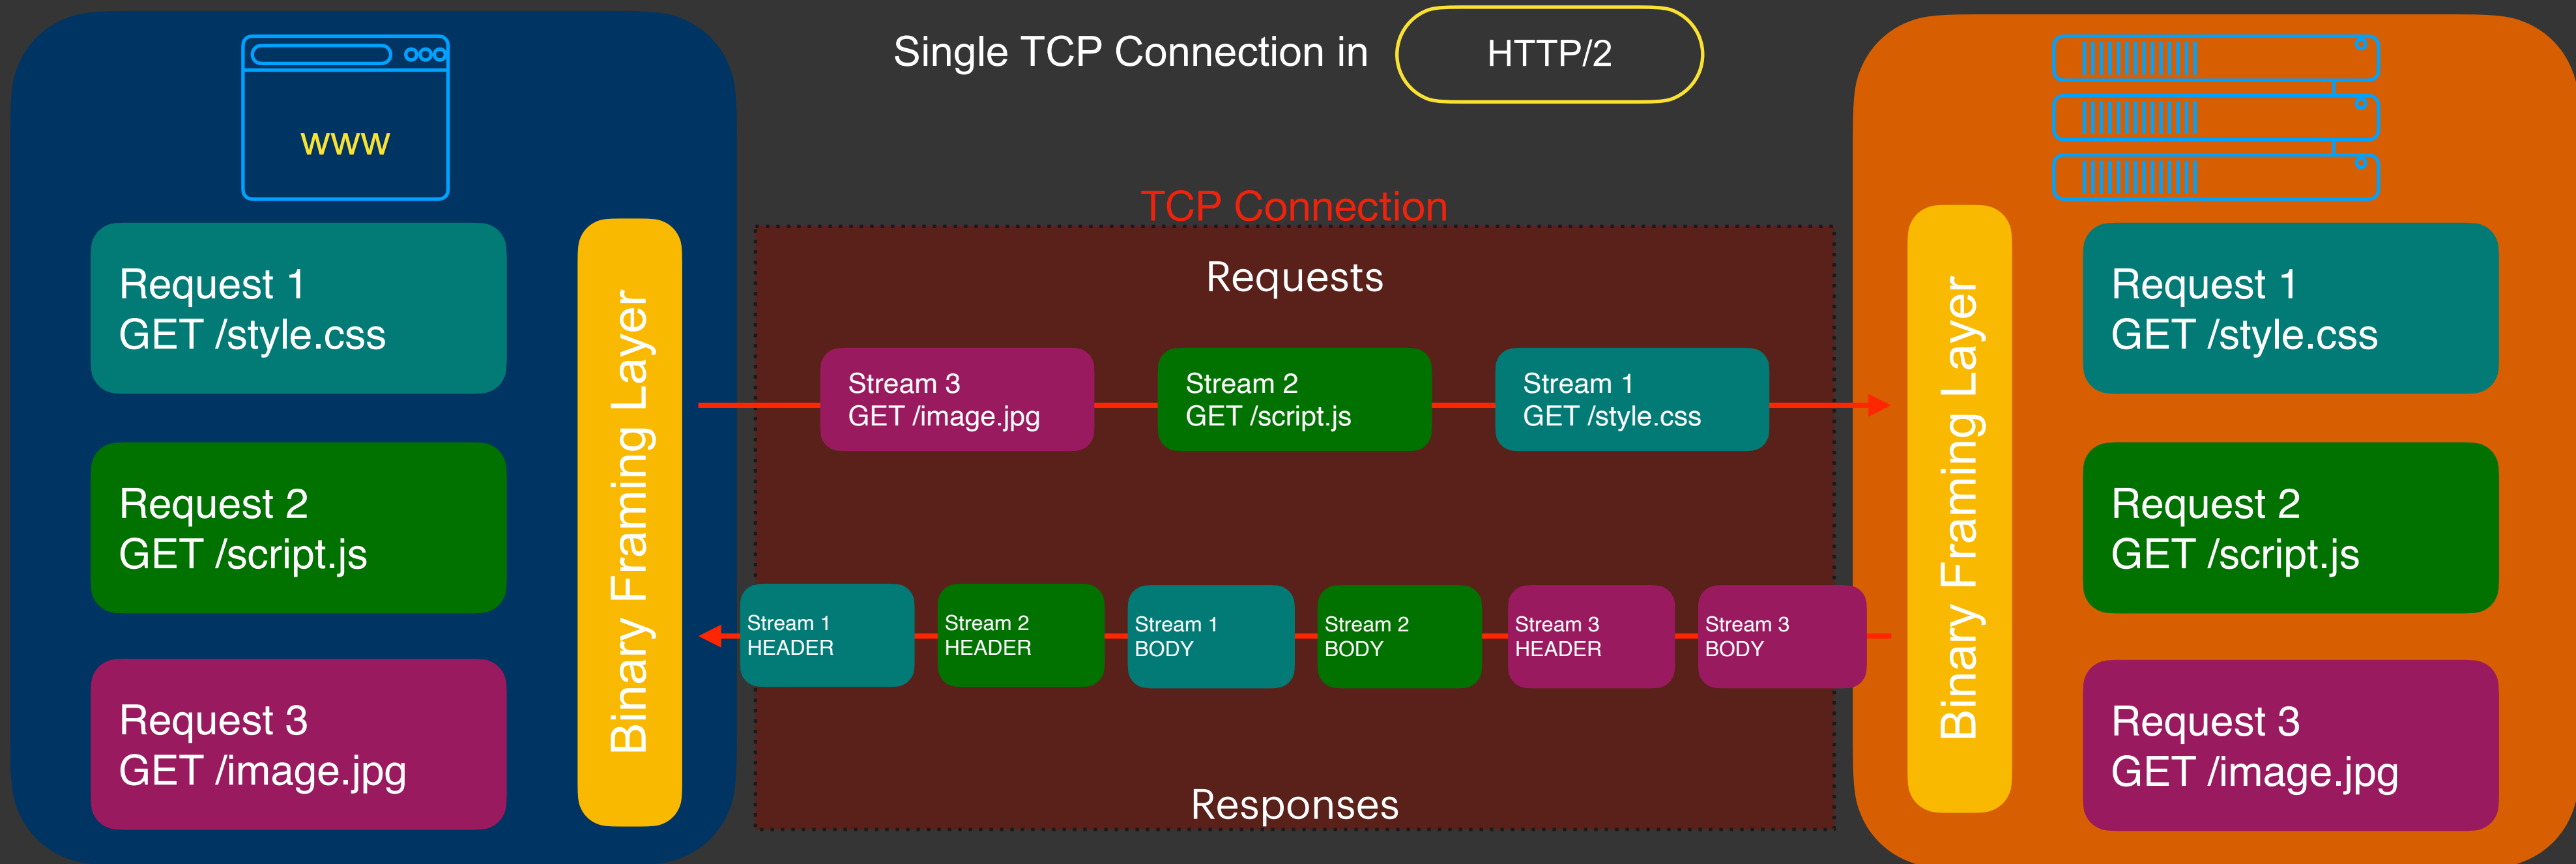 Single TCP Connection in HTTP/2
www
Request 1
GET /style.css
Request 2
GET /script.js
Request 3
GET /image.jpg
Binary Framing Layer
TCP Connection
Requests
Stream 3
GET /image.jpg
Stream 2
GET /script.js
Stream 1
GET /style.css
Stream 1
HEADER
Stream 2
HEADER
Stream 1
BODY
Stream 2
BODY
Stream 3
HEADER
Stream 3
BODY
Responses
Binary Framing Layer
Request 1
GET /style.css
Request 2
GET /script.js
Request 3
GET /image.jpg